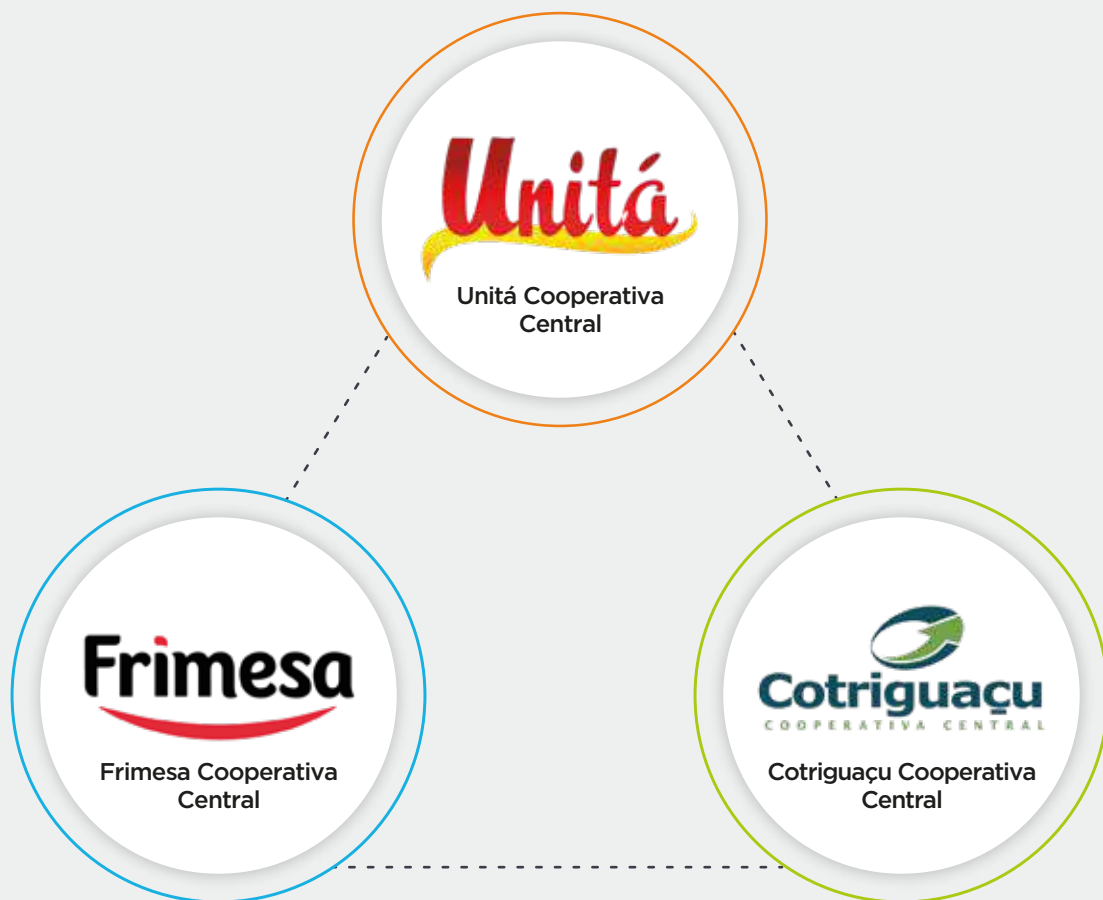 Unitá
Unitá Cooperativa
Central
Frimesa
Frimesa Cooperativa
Central
Cotriguaçu
COOPERATIVA CENTRAL
Cotriguaçu Cooperativa
Central